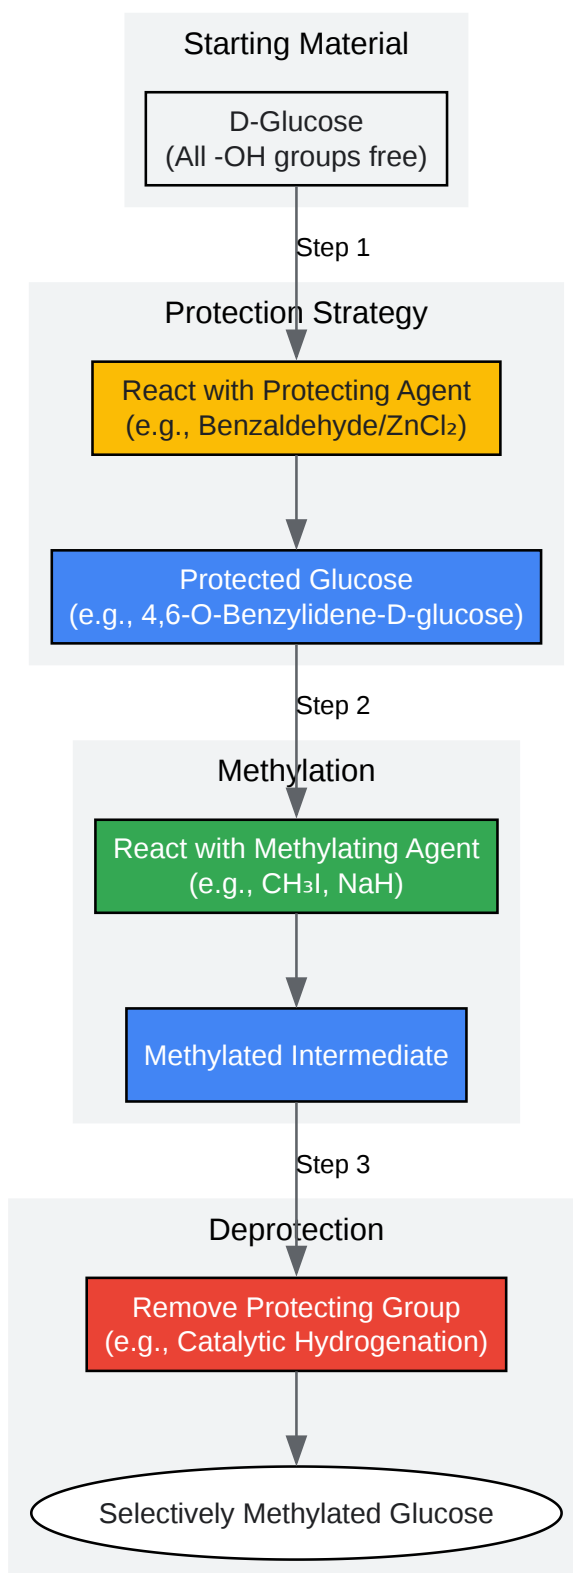 Starting Material
D-Glucose
(All -OH groups free)
Step 1
Protection Strategy
React with Protecting Agent
(e.g., Benzaldehyde/ZnCl₂)
Protected Glucose
(e.g., 4,6-O-Benzylidene-D-glucose)
Step 2
Methylation
React with Methylating Agent
(e.g., CH₃I, NaH)
Methylated Intermediate
Step 3
Deprotection
Remove Protecting Group
(e.g., Catalytic Hydrogenation)
Selectively Methylated Glucose